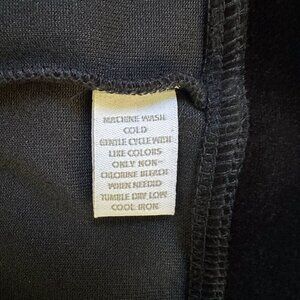 MACHINE WASH
COLD
GENTLE CYCLE WITH
LIKE COLORS
ONLY NON-
CHLORINE BLEACH
WHEN NEEDED
TUMBLE DRY LOW
COOL IRON